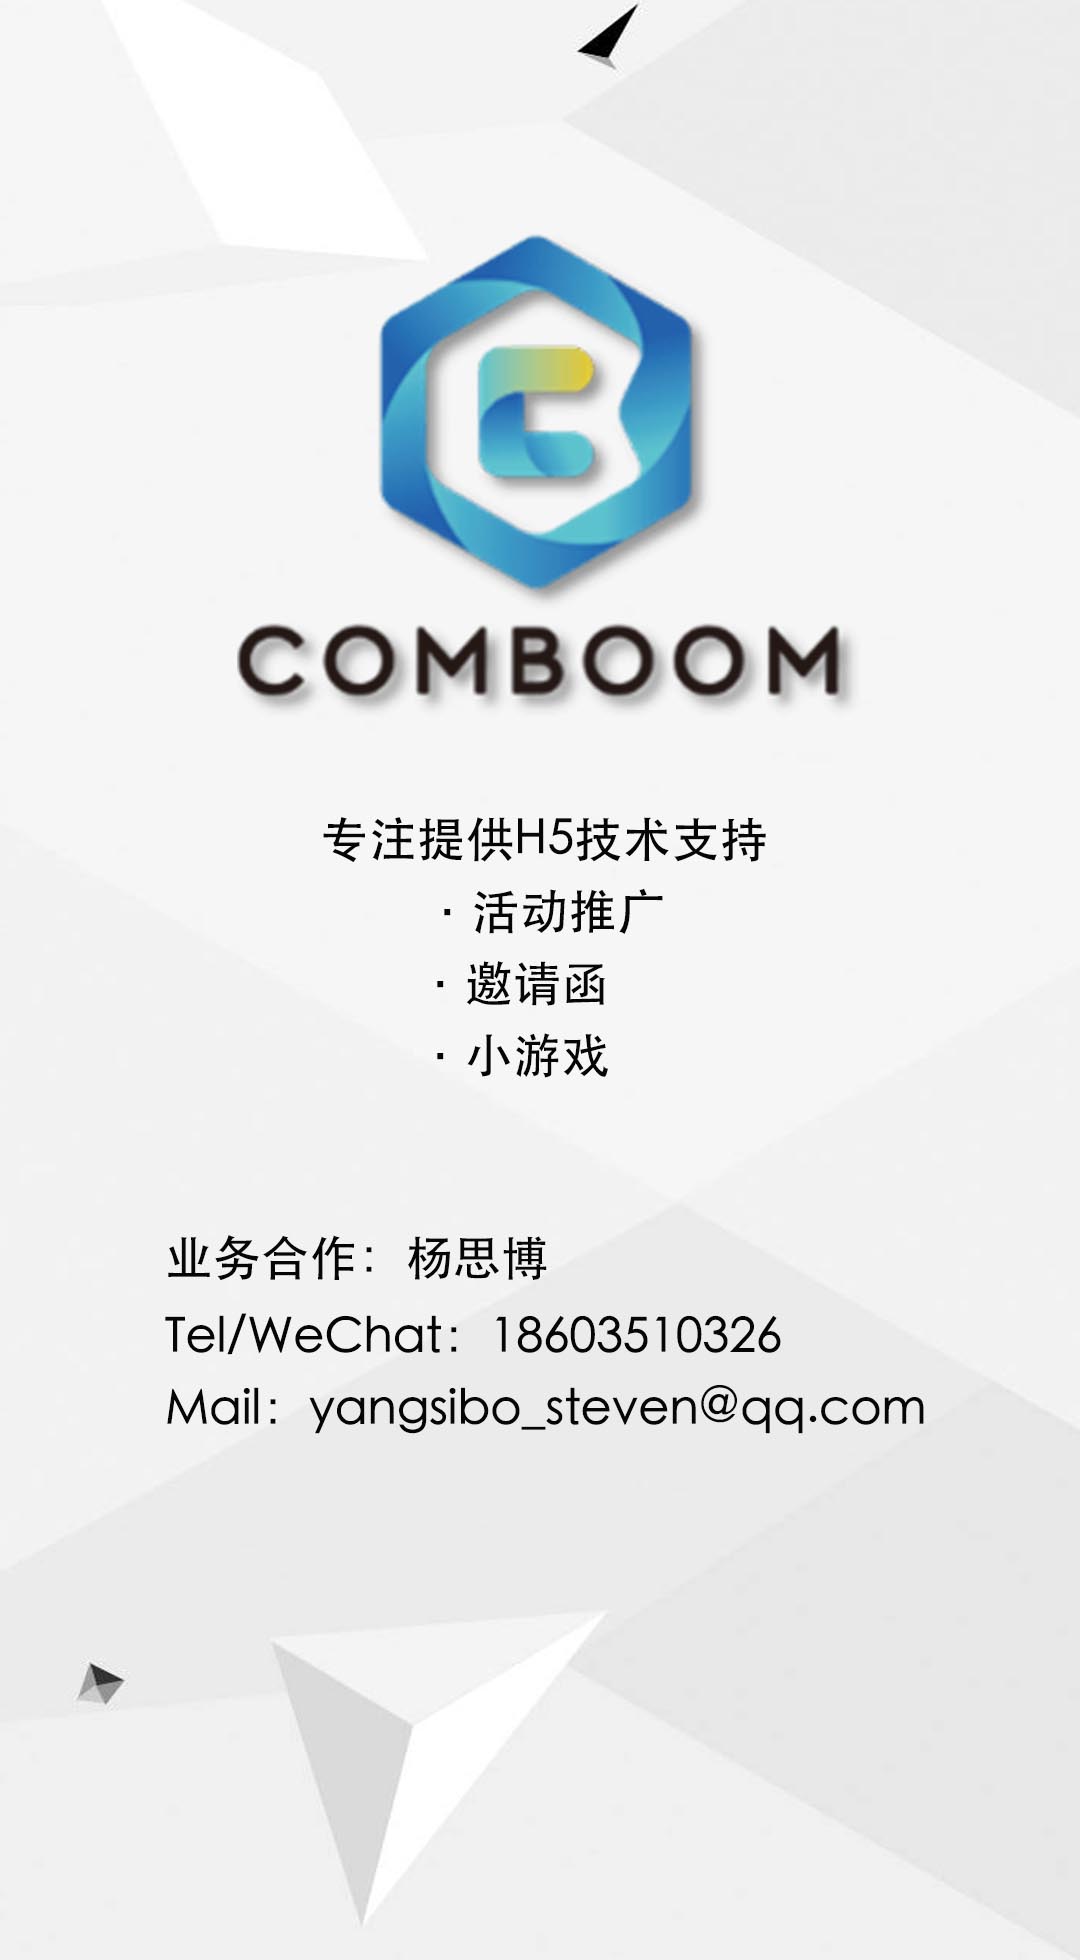 COMBOOM
专注提供H5技术支持
· 活动推广
· 邀请函
· 小游戏
业务合作：杨思博
Tel/WeChat：18603510326
Mail：yangsibo_steven@qq.com